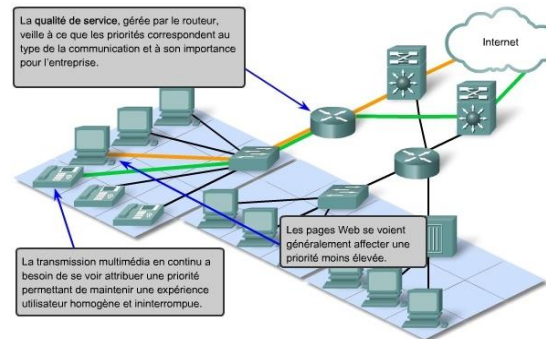 La qualité de service, gérée par le routeur,
veille à ce que les priorités correspondent au
type de la communication et à son importance
pour l'entreprise.
Internet
Les pages Web se voient
généralement affecter une
priorité moins élevée.
La transmission multimédia en continu a
besoin de se voir attribuer une priorité
permettant de maintenir une expérience
utilisateur homogène et ininterrompue.